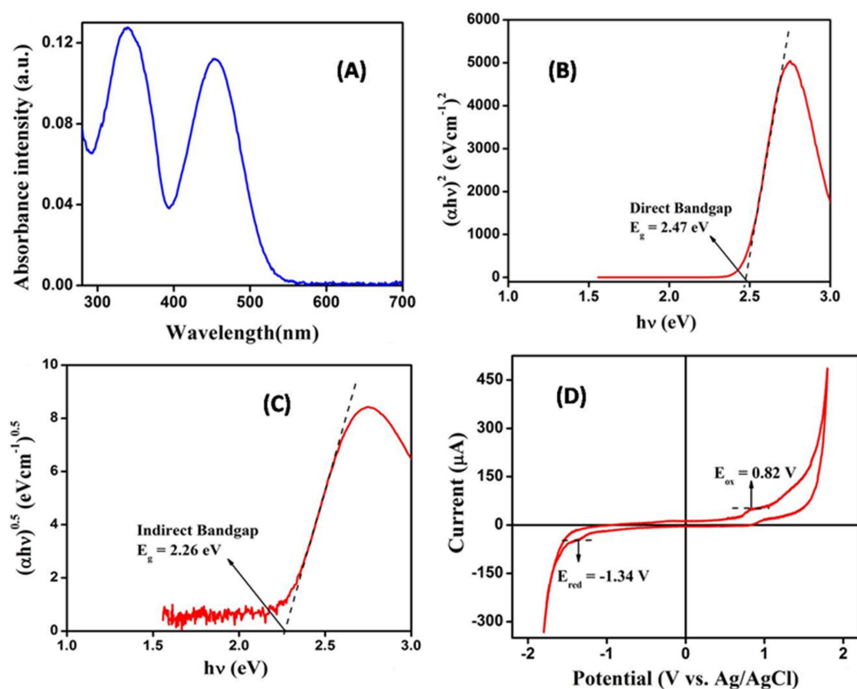 (A)
Absorbance intensity (a.u.)
0.12
0.08
0.04
0.00
300 400 500 600 700
Wavelength(nm)
(B)
(αhν)² (eVcm⁻¹)²
6000
5000
4000
3000
2000
1000
0
Direct Bandgap
E_g = 2.47 eV
1.0 1.5 2.0 2.5 3.0
hν (eV)
(C)
(αhν)^0.5 (eVcm⁻¹)^0.5
10
8
6
4
2
0
Indirect Bandgap
E_g = 2.26 eV
1.0 1.5 2.0 2.5 3.0
hν (eV)
(D)
Current (μA)
450
300
150
0
-150
-300
E_ox = 0.82 V
E_red = -1.34 V
-2 -1 0 1 2
Potential (V vs. Ag/AgCl)